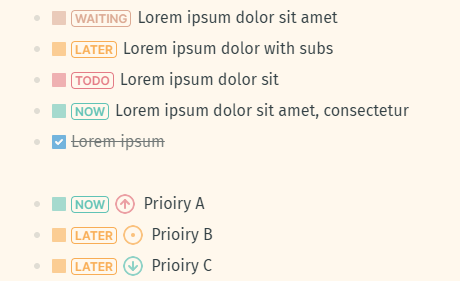 WAITING Lorem ipsum dolor sit amet
LATER Lorem ipsum dolor with subs
TODO Lorem ipsum dolor sit
NOW Lorem ipsum dolor sit amet, consectetur
Lorem ipsum
NOW Prioiry A
LATER Prioiry B
LATER Prioiry C